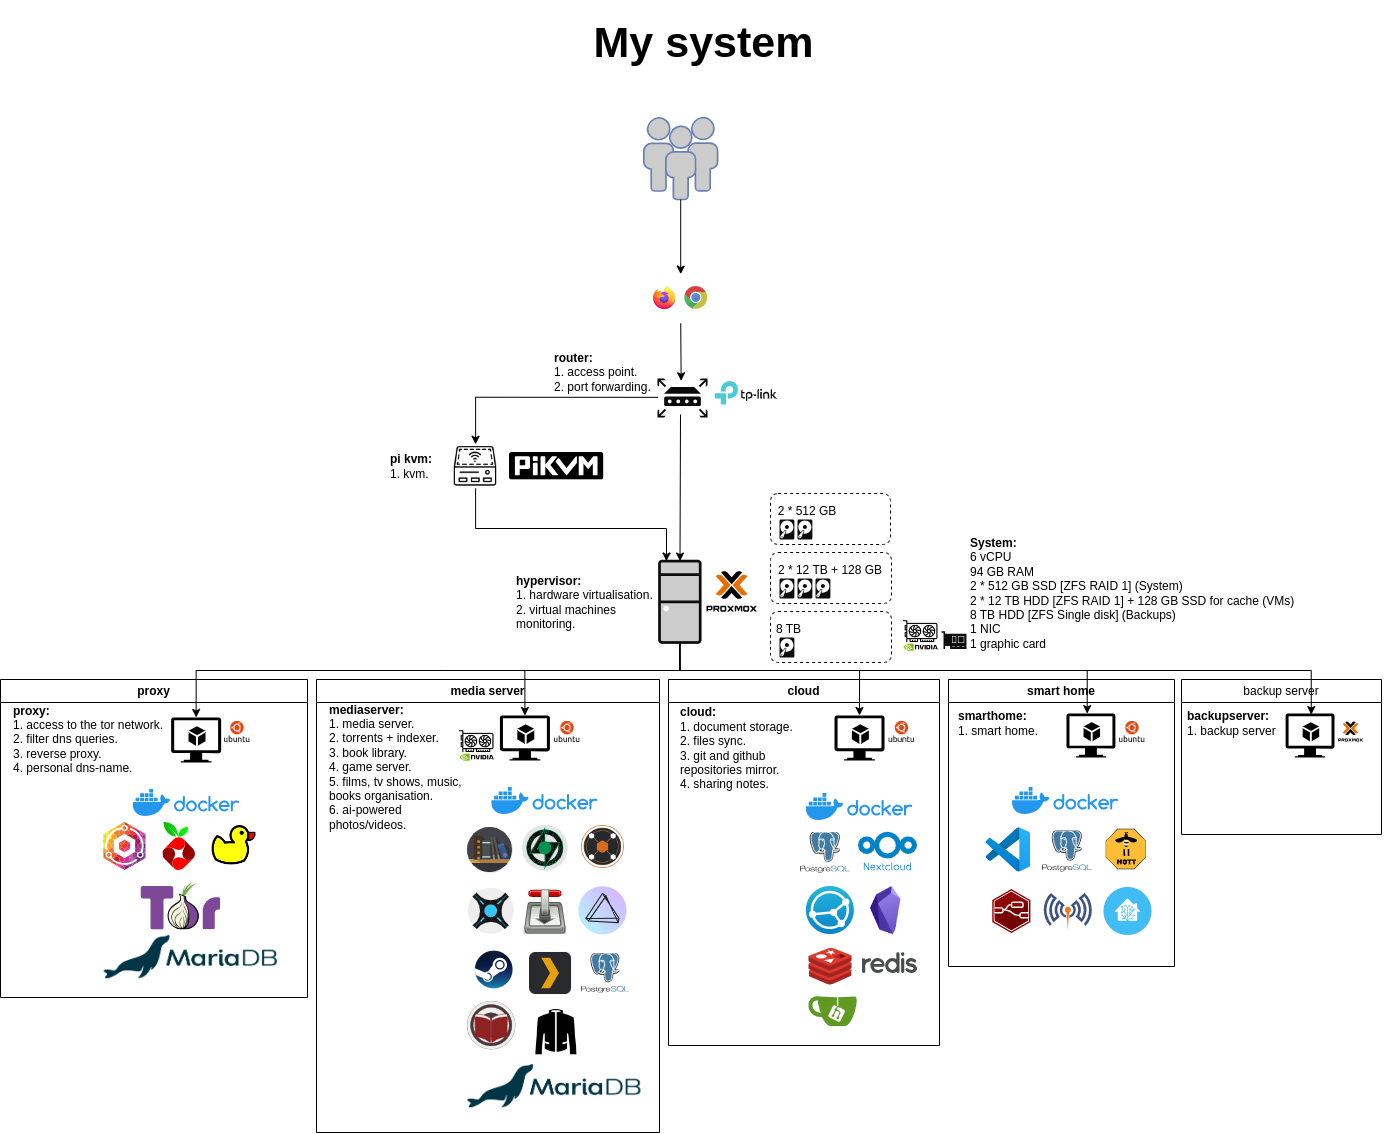 My system
router:
1. access point.
2. port forwarding.
tp-link
pi kvm:
1. kvm.
PiKVM
2 * 512 GB
2 * 12 TB + 128 GB
8 TB
System:
6 vCPU
94 GB RAM
2 * 512 GB SSD [ZFS RAID 1] (System)
2 * 12 TB HDD [ZFS RAID 1] + 128 GB SSD for cache (VMs)
8 TB HDD [ZFS Single disk] (Backups)
1 NIC
1 graphic card
NVIDIA
hypervisor:
1. hardware virtualisation.
2. virtual machines
monitoring.
PROXMOX
proxy
proxy:
1. access to the tor network.
2. filter dns queries.
3. reverse proxy.
4. personal dns-name.
ubuntu
docker
Tor
MariaDB
media server
mediaserver:
1. media server.
2. torrents + indexer.
3. book library.
4. game server.
5. films, tv shows, music,
books organisation.
6. ai-powered
photos/videos.
NVIDIA
ubuntu
docker
PostgreSQL
MariaDB
cloud
cloud:
1. document storage.
2. files sync.
3. git and github
repositories mirror.
4. sharing notes.
ubuntu
docker
PostgreSQL
Nextcloud
redis
smart home
smarthome:
1. smart home.
ubuntu
docker
PostgreSQL
MQTT
backup server
backupserver:
1. backup server
PROXMOX